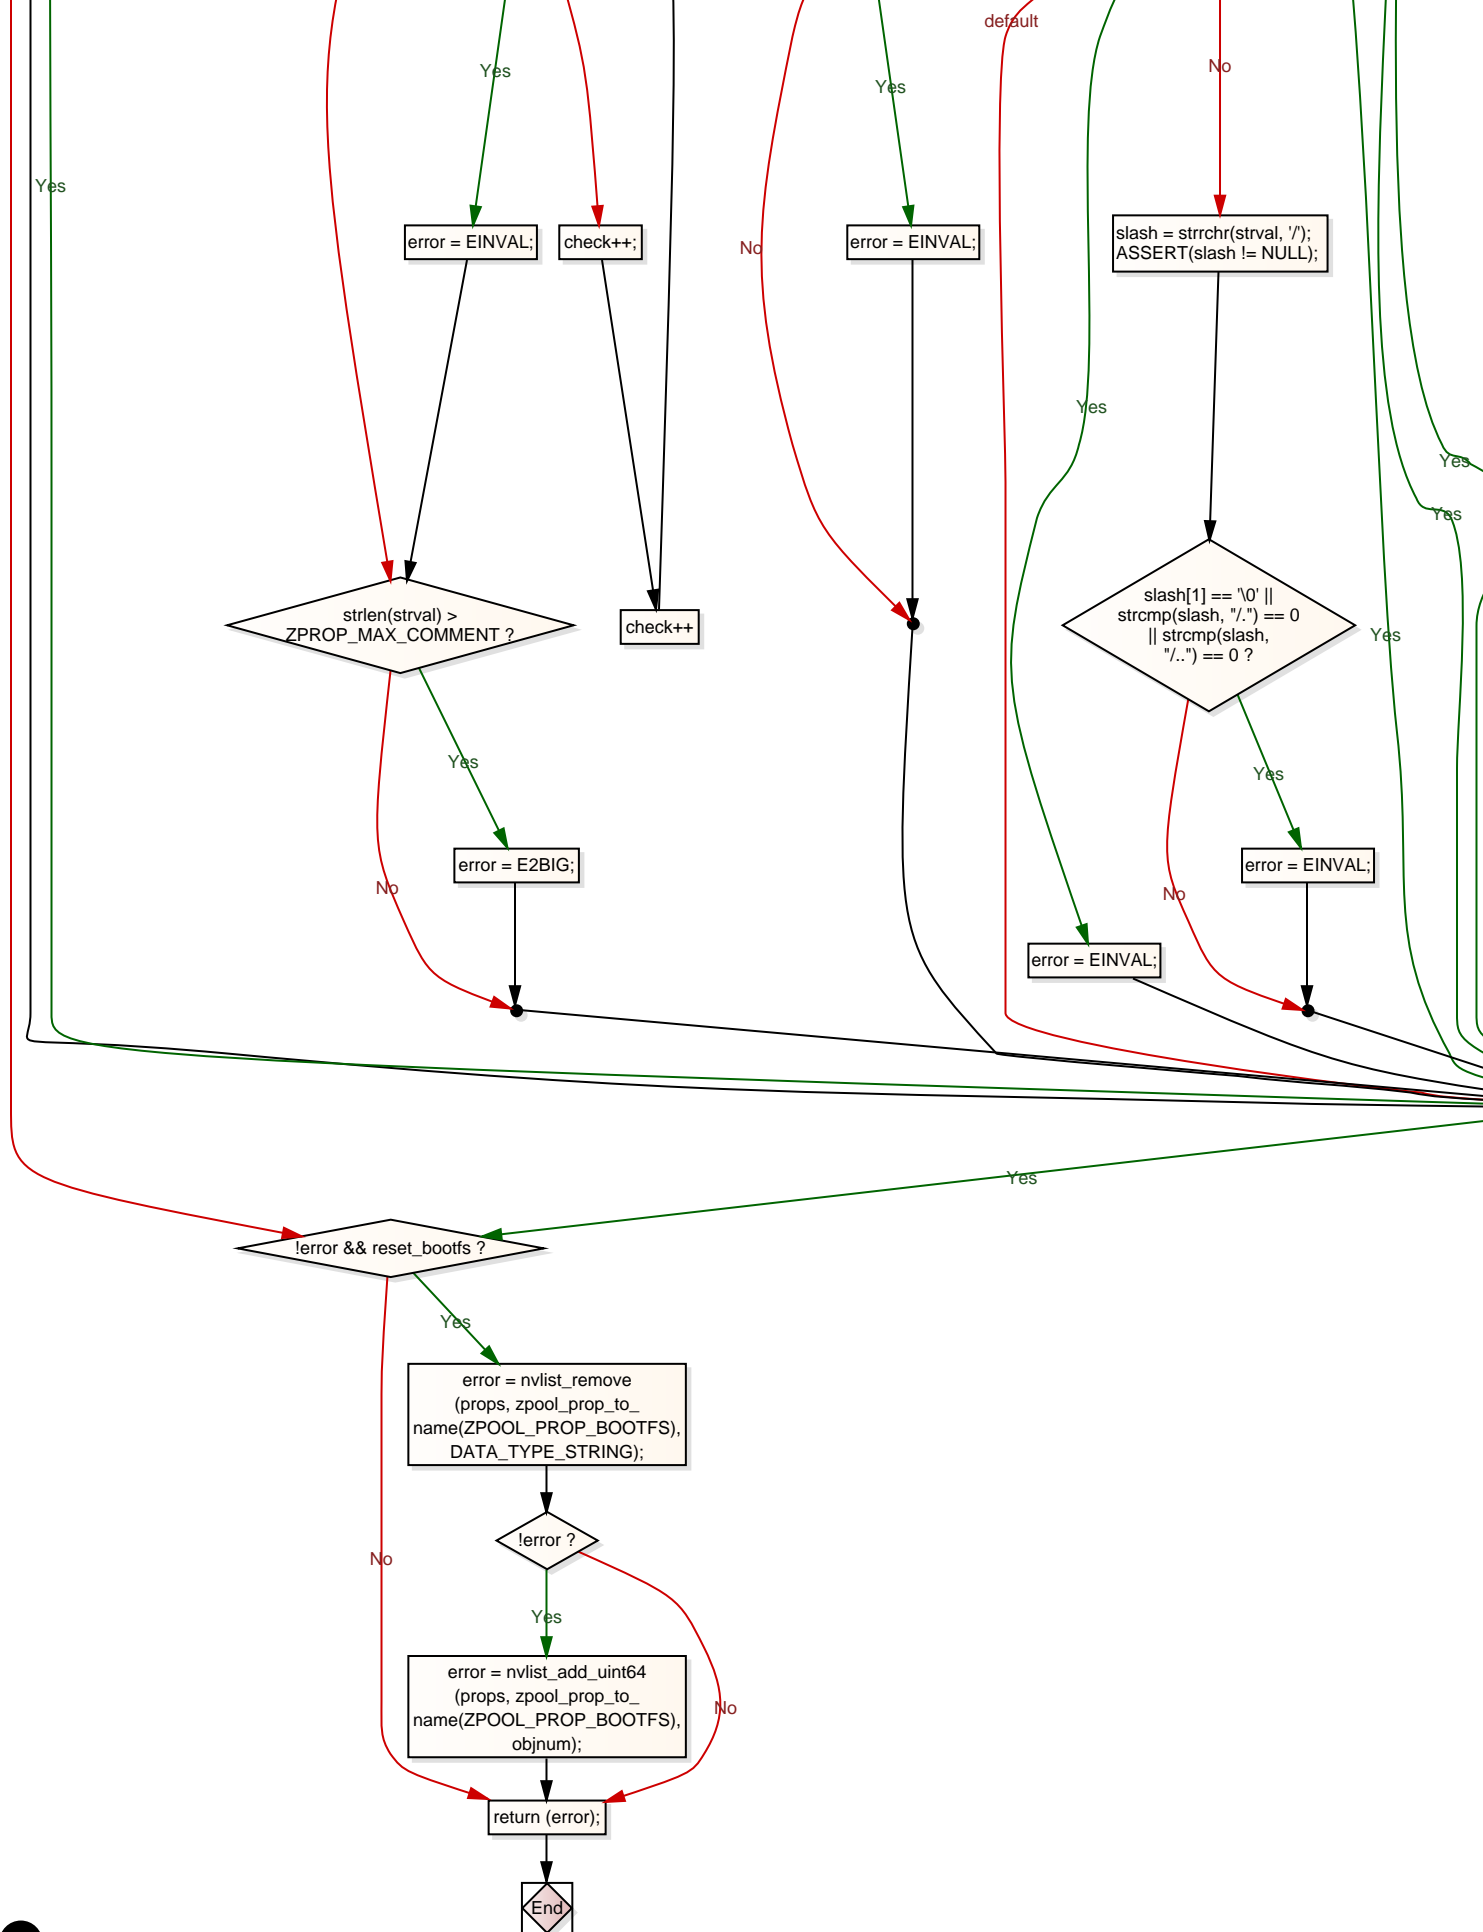 default
Yes
No
Yes
Yes
error = EINVAL;
check++;
No
error = EINVAL;
slash = strrchr(strval, '/');
ASSERT(slash != NULL);
Yes
Yes
Yes
strlen(strval) >
ZPROP_MAX_COMMENT ?
check++
slash[1] == '\0' ||
strcmp(slash, "/.") == 0
|| strcmp(slash,
"/..") == 0 ?
Yes
Yes
Yes
error = E2BIG;
No
error = EINVAL;
No
error = EINVAL;
Yes
!error && reset_bootfs ?
Yes
error = nvlist_remove
(props, zpool_prop_to_
name(ZPOOL_PROP_BOOTFS),
DATA_TYPE_STRING);
!error ?
No
Yes
error = nvlist_add_uint64
(props, zpool_prop_to_
name(ZPOOL_PROP_BOOTFS),
objnum);
No
return (error);
End